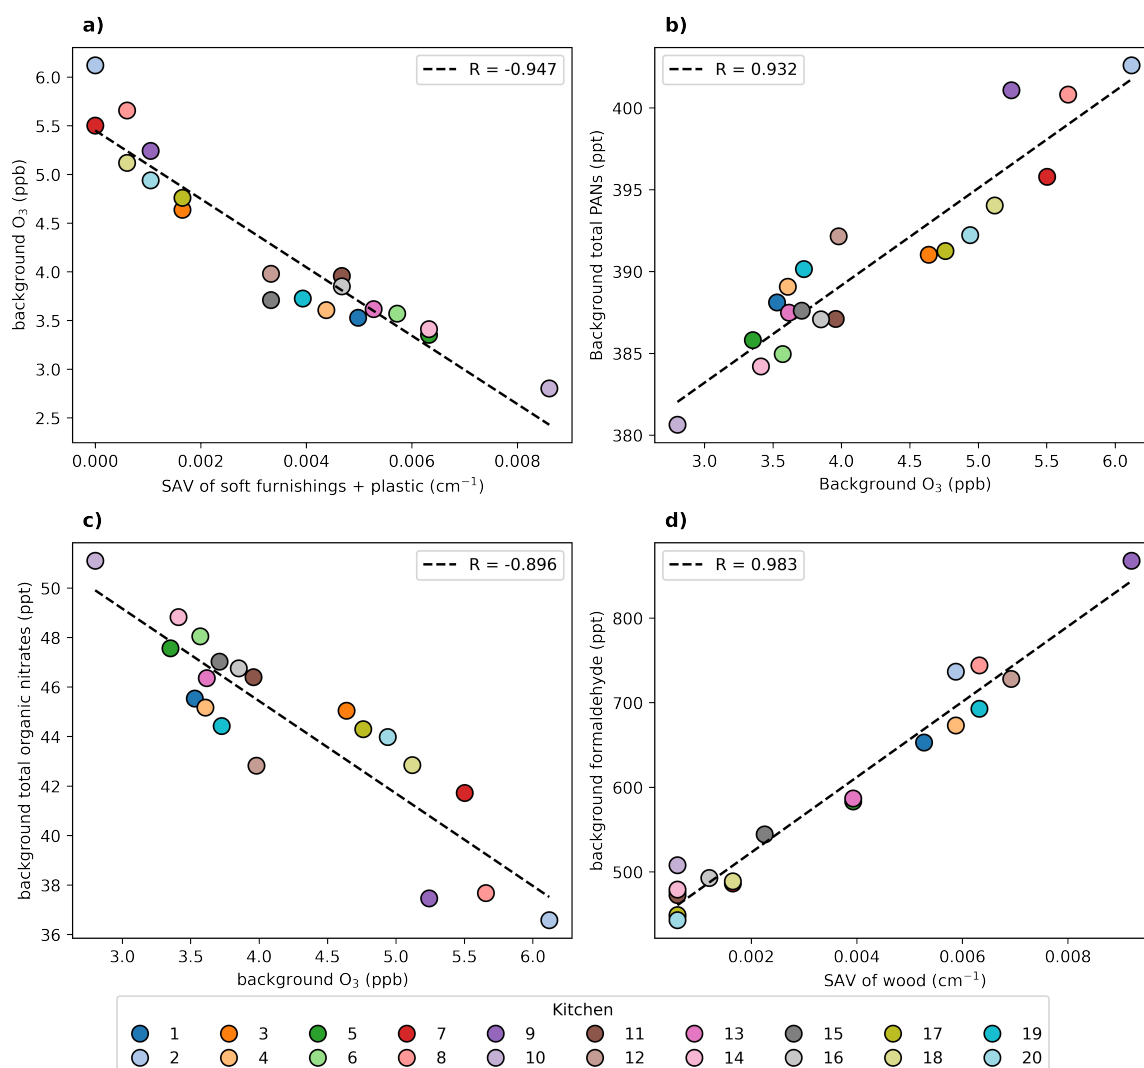 a)
R = -0.947
6.0
5.5
5.0
4.5
4.0
3.5
3.0
2.5
background O₃ (ppb)
0.000 0.002 0.004 0.006 0.008
SAV of soft furnishings + plastic (cm⁻¹)
b)
R = 0.932
400
395
390
385
380
Background total PANs (ppt)
3.0 3.5 4.0 4.5 5.0 5.5 6.0
Background O₃ (ppb)
c)
R = -0.896
50
48
46
44
42
40
38
36
background total organic nitrates (ppt)
3.0 3.5 4.0 4.5 5.0 5.5 6.0
background O₃ (ppb)
d)
R = 0.983
800
700
600
500
background formaldehyde (ppt)
0.002 0.004 0.006 0.008
SAV of wood (cm⁻¹)
Kitchen
1 3 5 7 9 11 13 15 17 19
2 4 6 8 10 12 14 16 18 20